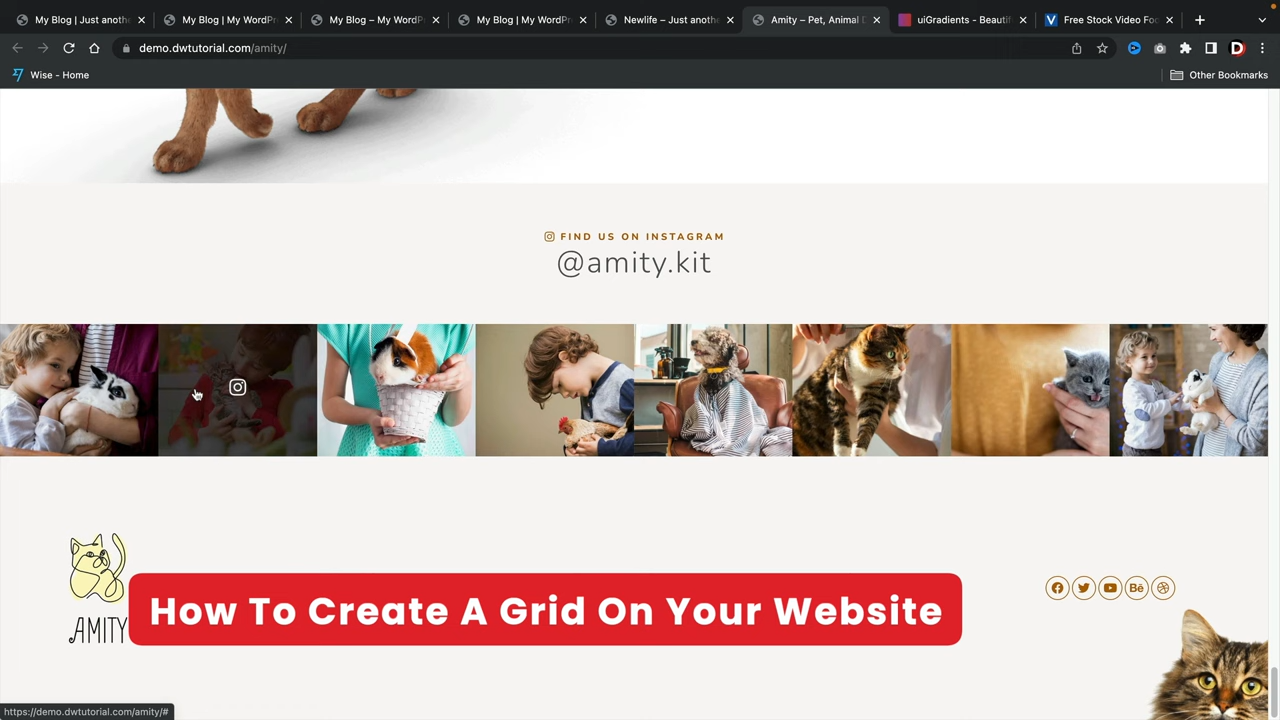 My Blog | Just anoth
My Blog | My WordPr
My Blog – My WordP
My Blog | My WordPr
Newlife – Just anoth
Amity – Pet, Animal D
uiGradients - Beautif
Free Stock Video Foo
demo.dwtutorial.com/amity/
Wise - Home
Other Bookmarks
FIND US ON INSTAGRAM
@amity.kit
AMITY
How To Create A Grid On Your Website
https://demo.dwtutorial.com/amity/#